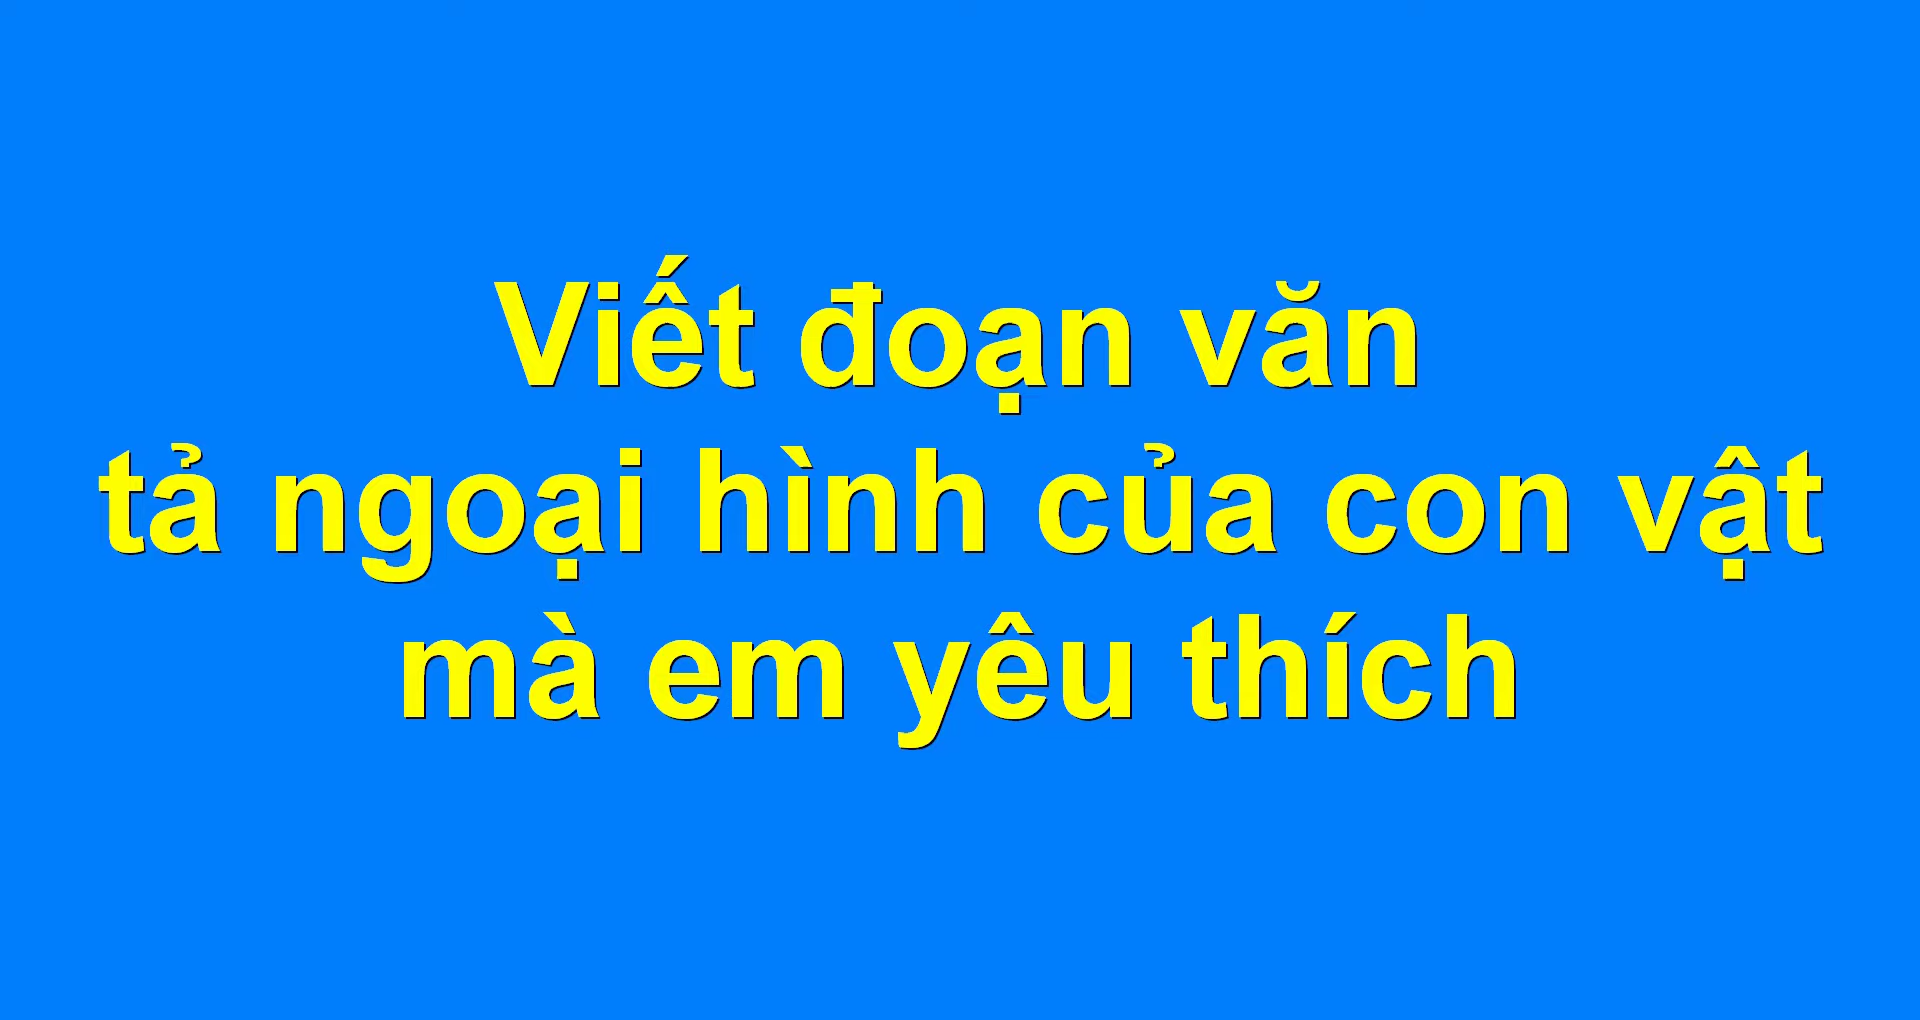 Viết đoạn văn
tả ngoại hình của con vật
mà em yêu thích